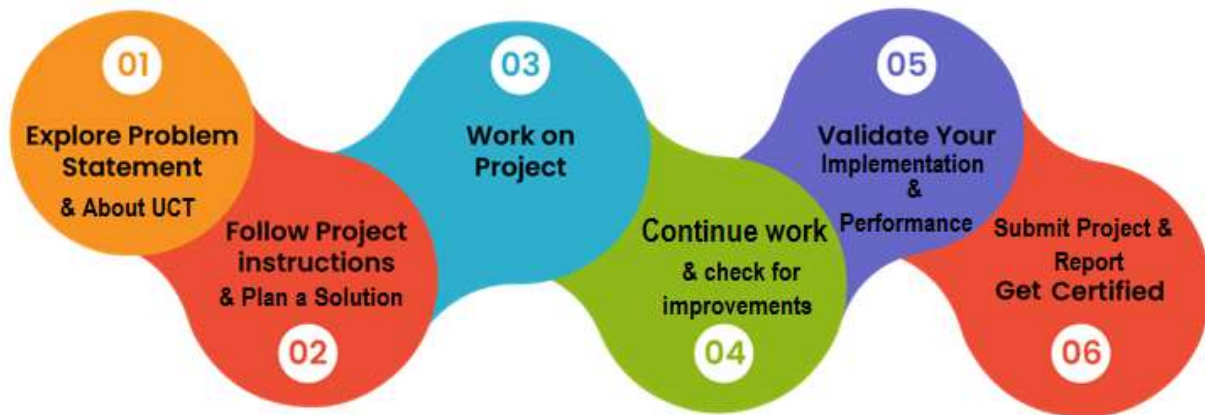 01
Explore Problem
Statement
& About UCT
Follow Project
instructions
& Plan a Solution
02
03
Work on
Project
Continue work
& check for
improvements
04
05
Validate Your
Implementation
&
Performance
Submit Project &
Report
Get Certified
06